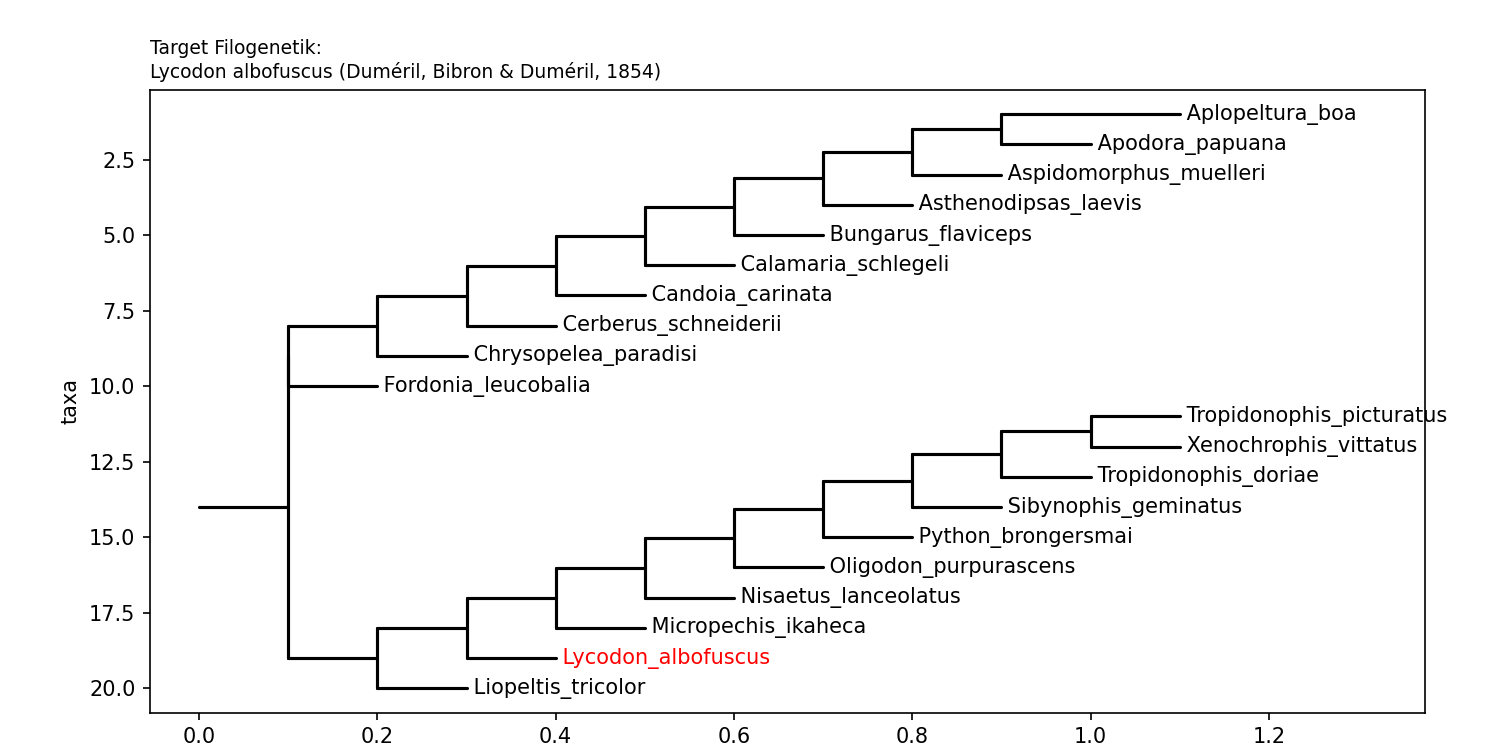 Target Filogenetik:
Lycodon albofuscus (Duméril, Bibron & Duméril, 1854)
Aplopeltura_boa
Apodora_papuana
2.5
Aspidomorphus_muelleri
Asthenodipsas_laevis
5.0
Bungarus_flaviceps
Calamaria_schlegeli
Candoia_carinata
7.5
Cerberus_schneiderii
Chrysopelea_paradisi
taxa
10.0
Fordonia_leucobalia
Tropidonophis_picturatus
Xenochrophis_vittatus
12.5
Tropidonophis_doriae
Sibynophis_geminatus
15.0
Python_brongersmai
Oligodon_purpurascens
Nisaetus_lanceolatus
17.5
Micropechis_ikaheca
Lycodon_albofuscus
20.0
Liopeltis_tricolor
0.0 0.2 0.4 0.6 0.8 1.0 1.2